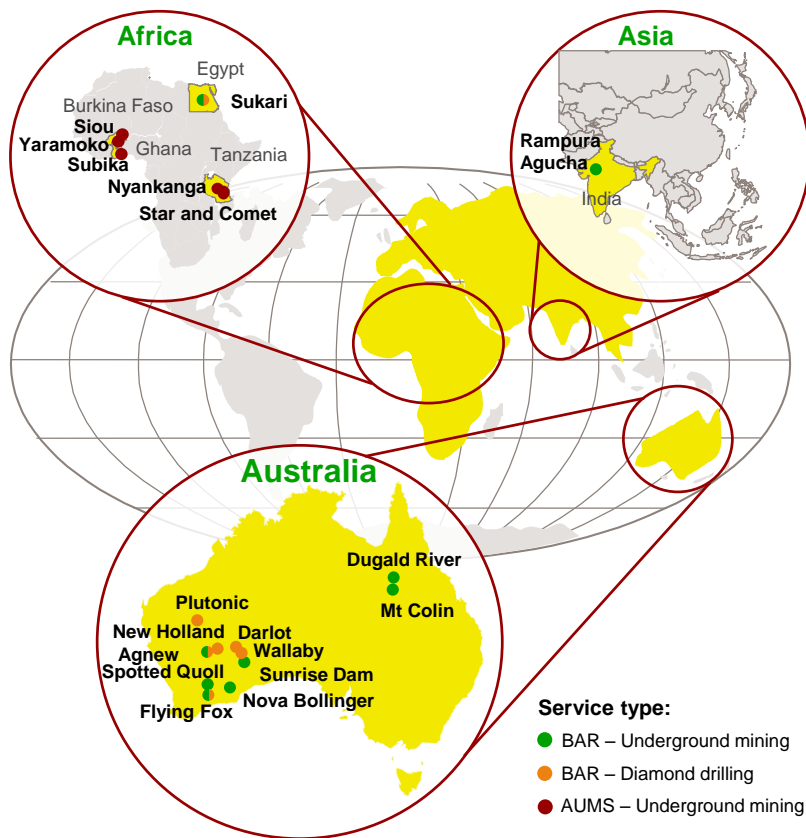 Africa
Egypt
Sukari
Burkina Faso
Siou
Yaramoko
Ghana
Subika
Tanzania
Nyankanga
Star and Comet
Asia
Rampura
Agucha
India
Australia
Dugald River
Mt Colin
Plutonic
New Holland
Darlot
Agnew
Wallaby
Spotted Quoll
Sunrise Dam
Nova Bollinger
Flying Fox
Service type:
BAR – Underground mining
BAR – Diamond drilling
AUMS – Underground mining